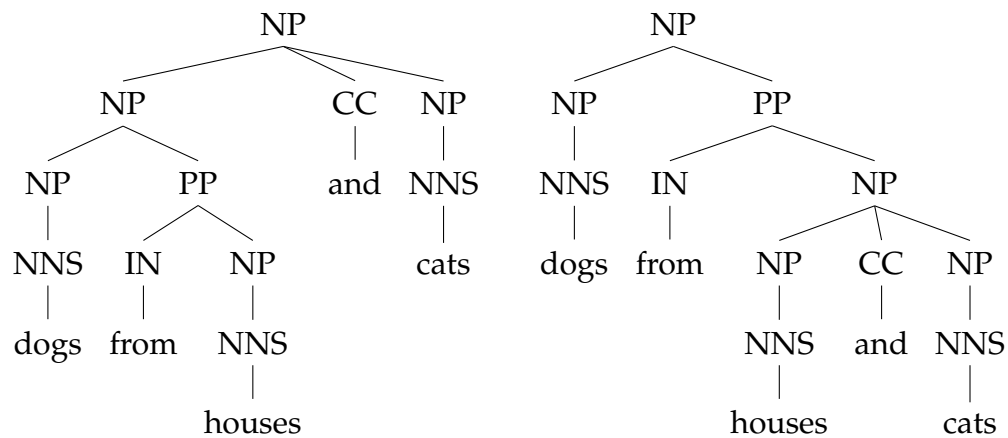 NP NP
NP CC NP NP PP
NP PP and NNS NNS IN NP
NNS IN NP cats dogs from NP CC NP
dogs from NNS NNS and NNS
houses houses cats